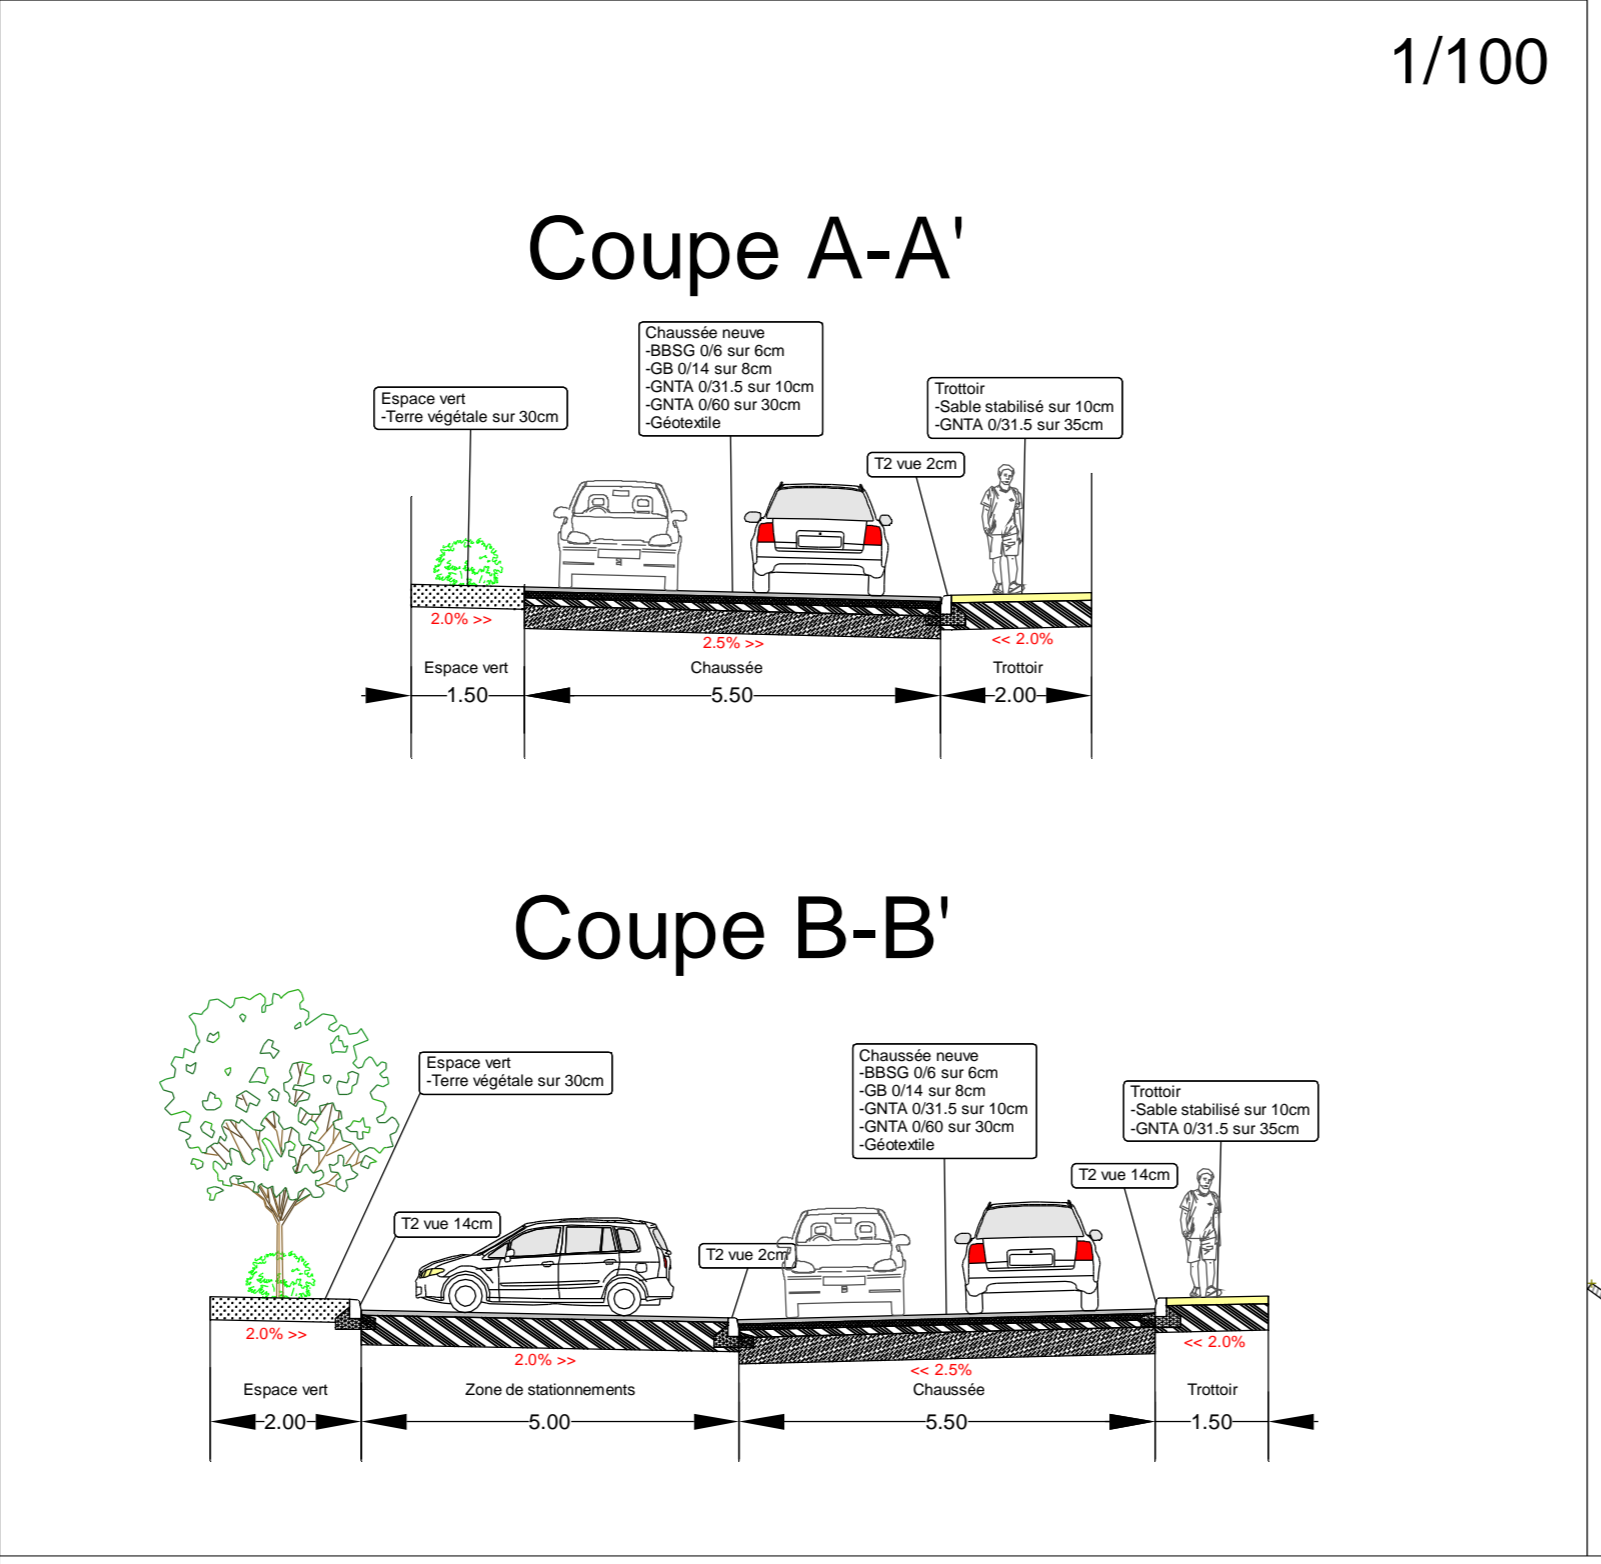 1/100
Coupe A-A'
Chaussée neuve
-BBSG 0/6 sur 6cm
-GB 0/14 sur 8cm
-GNTA 0/31.5 sur 10cm
-GNTA 0/60 sur 30cm
-Géotextile
Espace vert
-Terre végétale sur 30cm
Trottoir
-Sable stabilisé sur 10cm
-GNTA 0/31.5 sur 35cm
T2 vue 2cm
2.0% >>
2.5% >>
<< 2.0%
Espace vert
Chaussée
Trottoir
1.50
5.50
2.00
Coupe B-B'
Espace vert
-Terre végétale sur 30cm
Chaussée neuve
-BBSG 0/6 sur 6cm
-GB 0/14 sur 8cm
-GNTA 0/31.5 sur 10cm
-GNTA 0/60 sur 30cm
-Géotextile
Trottoir
-Sable stabilisé sur 10cm
-GNTA 0/31.5 sur 35cm
T2 vue 14cm
T2 vue 14cm
T2 vue 2cm
2.0% >>
2.0% >>
<< 2.5%
<< 2.0%
Espace vert
Zone de stationnements
Chaussée
Trottoir
2.00
5.00
5.50
1.50